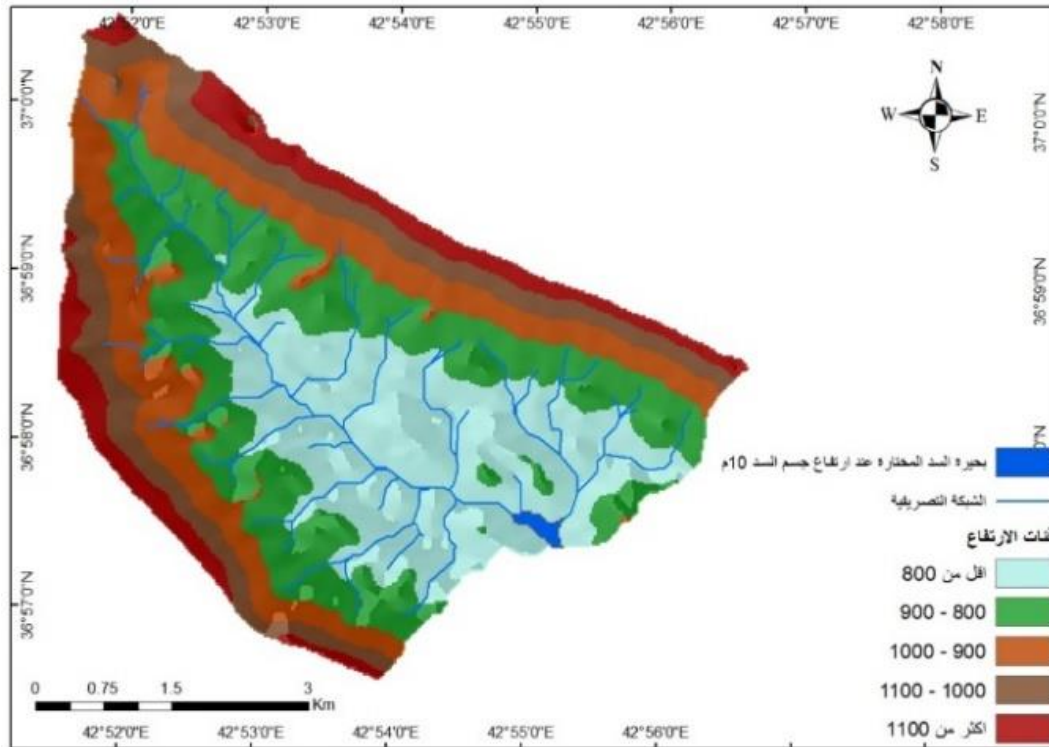 42°52'0"E 42°53'0"E 42°54'0"E 42°55'0"E 42°56'0"E 42°57'0"E 42°58'0"E
37°0'0"N
37°0'0"N
N
W E
S
36°59'0"N
36°59'0"N
36°58'0"N
0"N
بحيرة السد المختارة عند ارتفاع جسم السد 10م
الشبكة التصريفية
ئات الارتفاع
اقل من 800
800 - 900
900 - 1000
1000 - 1100
اكثر من 1100
36°57'0"N
0 0.75 1.5 3
Km
42°52'0"E 42°53'0"E 42°54'0"E 42°55'0"E 42°56'0"E